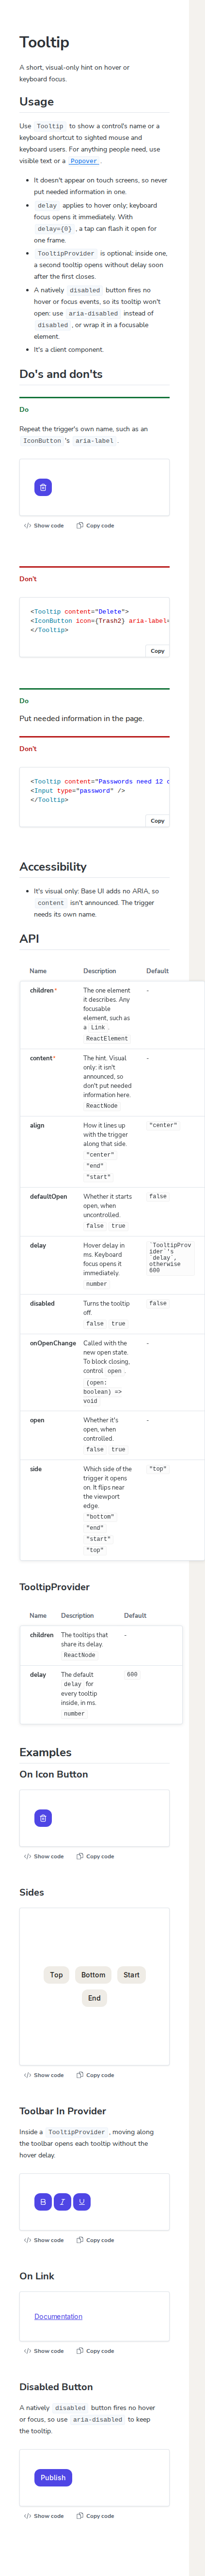 Tooltip
A short, visual-only hint on hover or
keyboard focus.
Usage
Use Tooltip to show a control's name or a
keyboard shortcut to sighted mouse and
keyboard users. For anything people need, use
visible text or a Popover .
It doesn't appear on touch screens, so never
put needed information in one.
delay applies to hover only; keyboard
focus opens it immediately. With
delay={0} , a tap can flash it open for
one frame.
TooltipProvider is optional: inside one,
a second tooltip opens without delay soon
after the first closes.
A natively disabled button fires no
hover or focus events, so its tooltip won't
open: use aria-disabled instead of
disabled , or wrap it in a focusable
element.
It's a client component.
Do's and don'ts
Do
Repeat the trigger's own name, such as an
IconButton 's aria-label .
Show code Copy code
Don't
<Tooltip content="Delete">
<IconButton icon={Trash2} aria-label=
</Tooltip>
Copy
Do
Put needed information in the page.
Don't
<Tooltip content="Passwords need 12 c
<Input type="password" />
</Tooltip>
Copy
Accessibility
It's visual only: Base UI adds no ARIA, so
content isn't announced. The trigger
needs its own name.
API
Name Description Default
children* The one element -
it describes. Any
focusable
element, such as
a Link .
ReactElement
content* The hint. Visual -
only: it isn't
announced, so
don't put needed
information here.
ReactNode
align How it lines up "center"
with the trigger
along that side.
"center"
"end"
"start"
defaultOpen Whether it starts false
open, when
uncontrolled.
false true
delay Hover delay in `TooltipProv
ms. Keyboard ider`'s
focus opens it `delay`,
immediately. otherwise
number 600
disabled Turns the tooltip false
off.
false true
onOpenChange Called with the -
new open state.
To block closing,
control open .
(open:
boolean) =>
void
open Whether it's -
open, when
controlled.
false true
side Which side of the "top"
trigger it opens
on. It flips near
the viewport
edge.
"bottom"
"end"
"start"
"top"
TooltipProvider
Name Description Default
children The tooltips that -
share its delay.
ReactNode
delay The default 600
delay for
every tooltip
inside, in ms.
number
Examples
On Icon Button
Show code Copy code
Sides
Top Bottom Start
End
Show code Copy code
Toolbar In Provider
Inside a TooltipProvider , moving along
the toolbar opens each tooltip without the
hover delay.
Show code Copy code
On Link
Documentation
Show code Copy code
Disabled Button
A natively disabled button fires no hover
or focus, so use aria-disabled to keep
the tooltip.
Publish
Show code Copy code